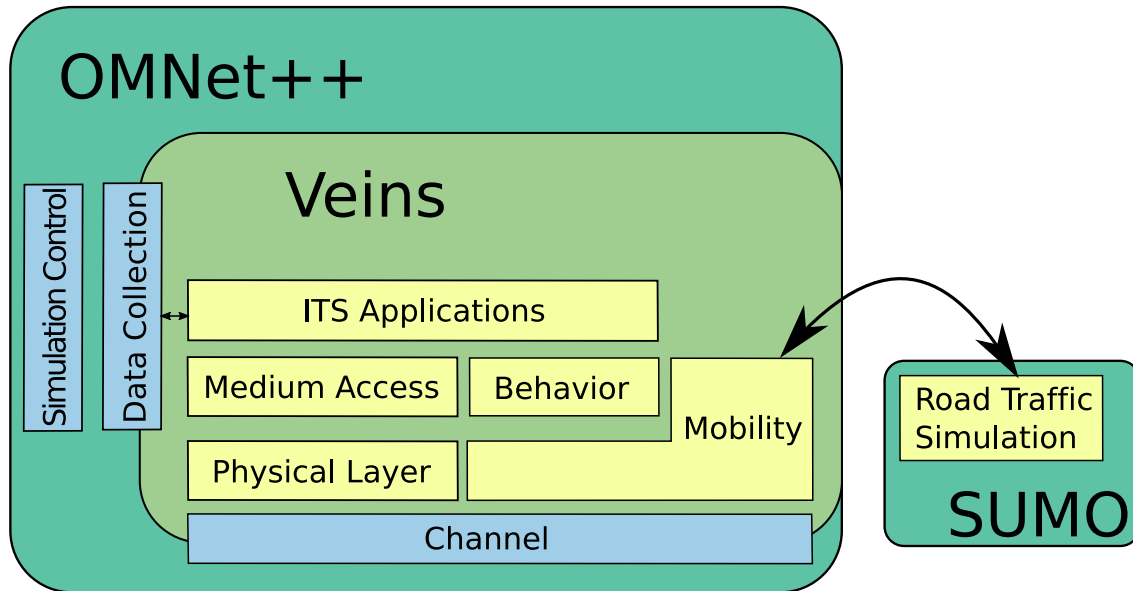 OMNet++
Veins
Simulation Control
Data Collection
ITS Applications
Medium Access
Behavior
Mobility
Physical Layer
Channel
Road Traffic
Simulation
SUMO